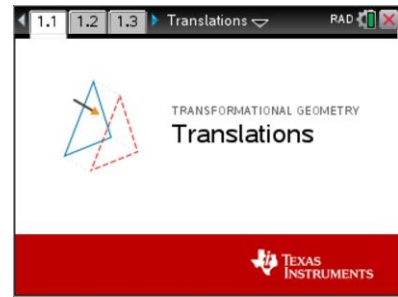 1.1 1.2 1.3 Translations RAD
TRANSFORMATIONAL GEOMETRY
Translations
TEXAS
INSTRUMENTS